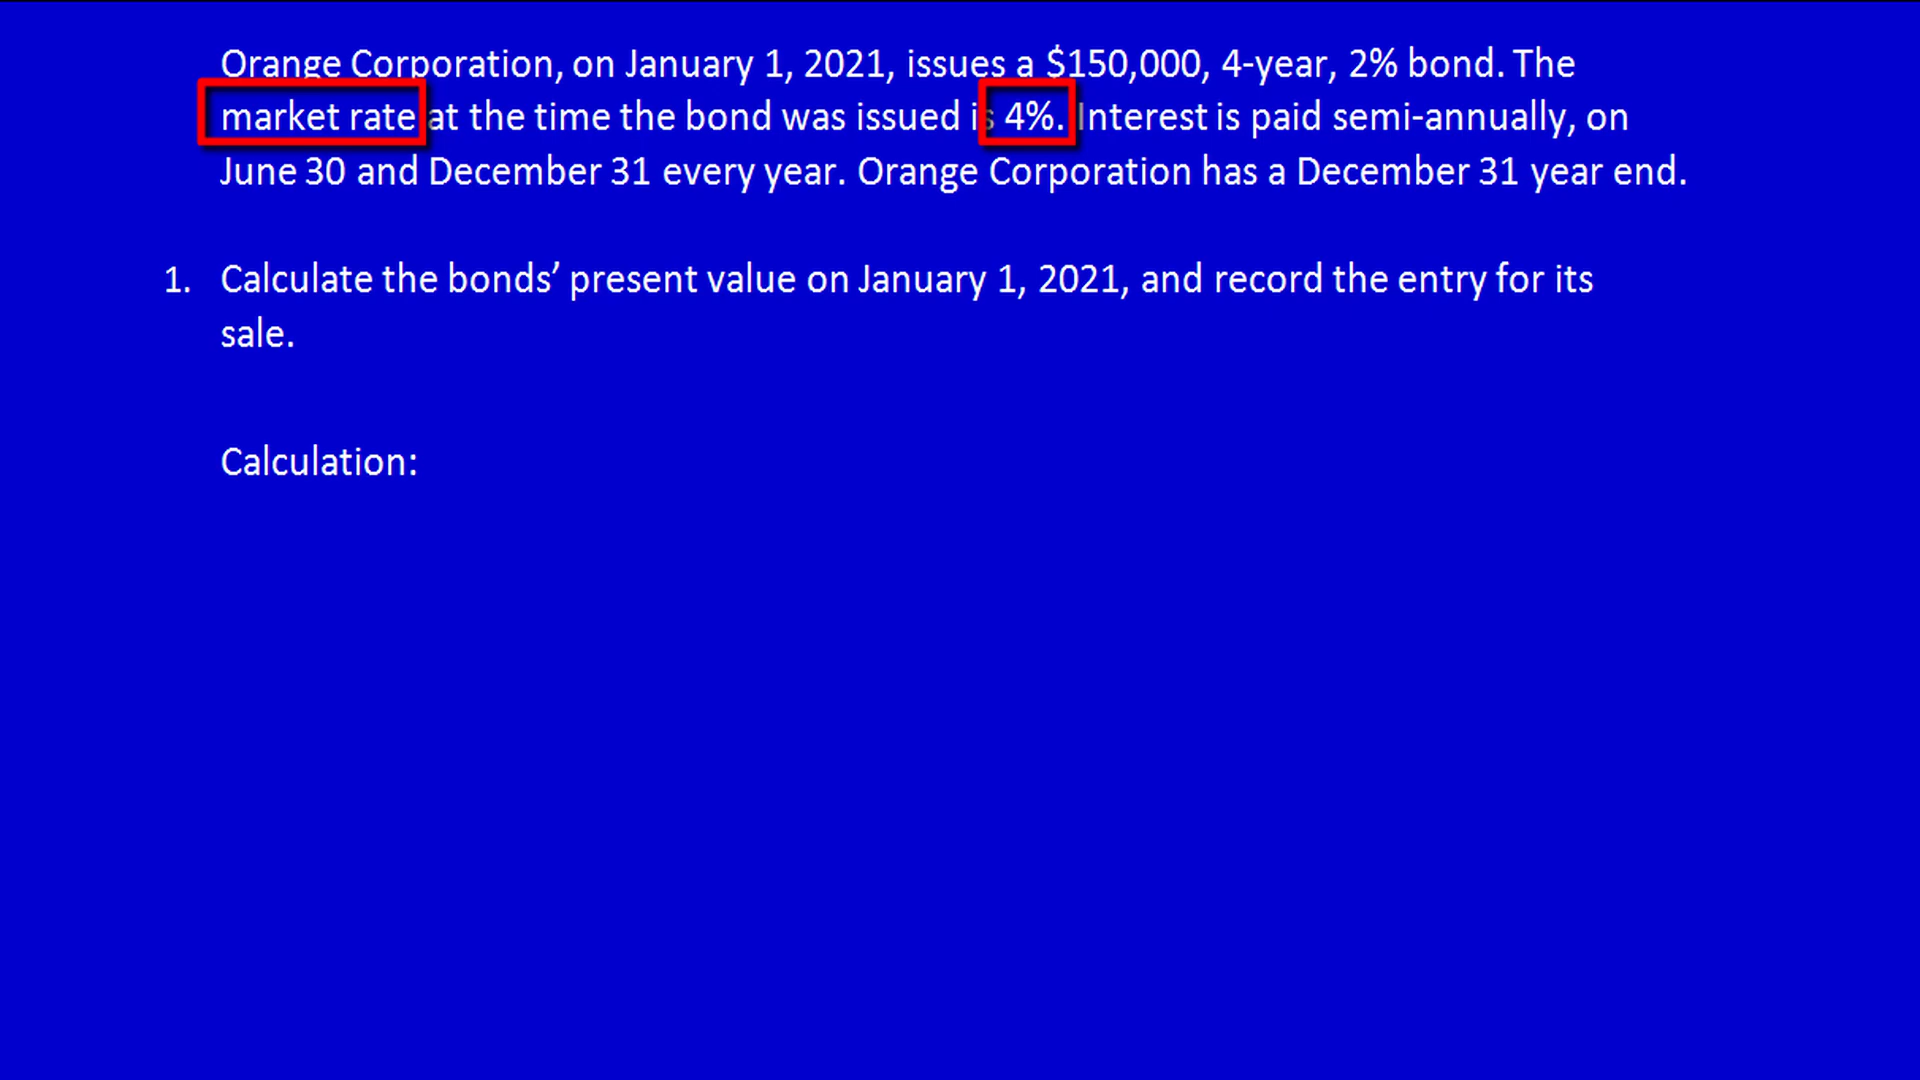 Orange Corporation, on January 1, 2021, issues a $150,000, 4-year, 2% bond. The
market rate at the time the bond was issued is 4%. Interest is paid semi-annually, on
June 30 and December 31 every year. Orange Corporation has a December 31 year end.
1. Calculate the bonds’ present value on January 1, 2021, and record the entry for its
sale.
Calculation: